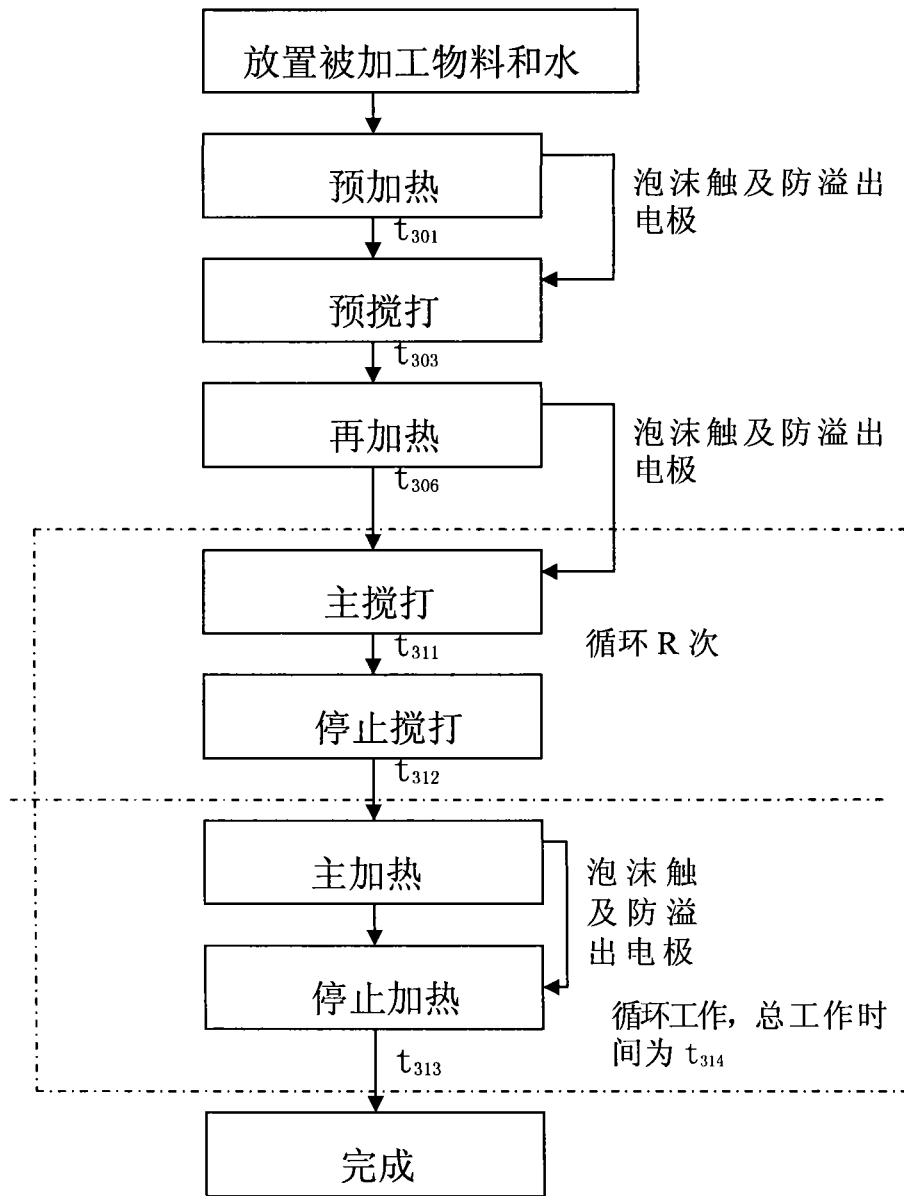 放置被加工物料和水
预加热
泡沫触及防溢出
电极
t₃₀₁
预搅打
t₃₀₃
再加热
泡沫触及防溢出
电极
t₃₀₆
主搅打
t₃₁₁
循环 R 次
停止搅打
t₃₁₂
主加热
泡沫触
及防溢
出电极
停止加热
循环工作，总工作时
间为 t₃₁₄
t₃₁₃
完成